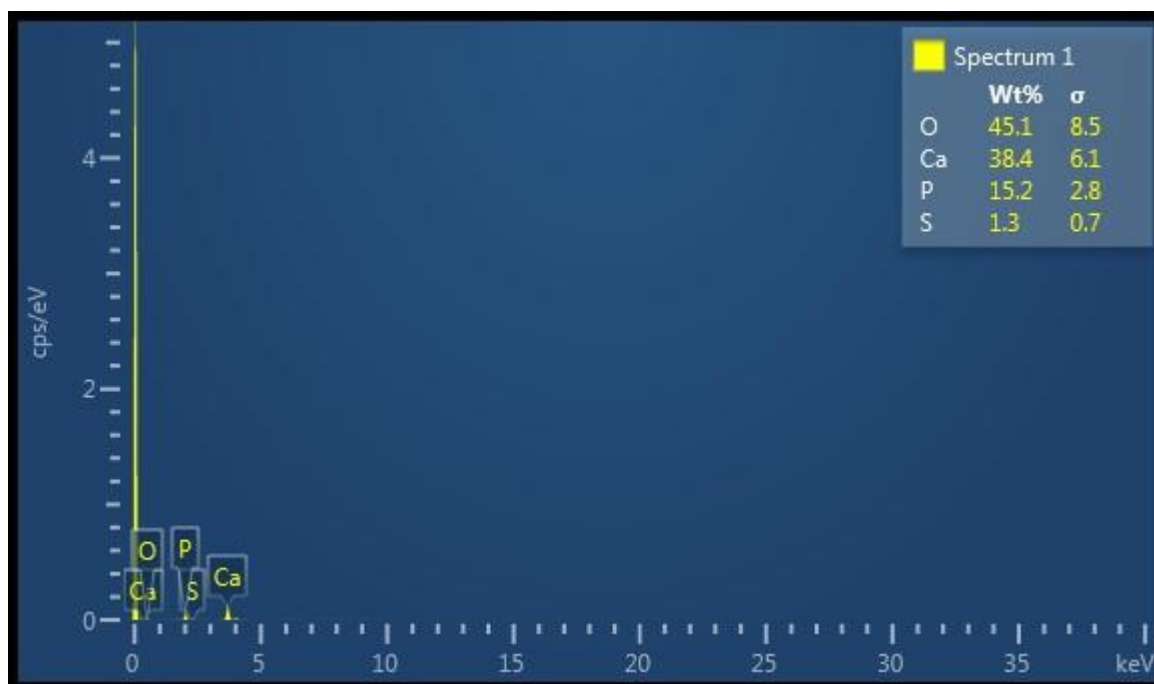 Spectrum 1
Wt% σ
O 45.1 8.5
Ca 38.4 6.1
P 15.2 2.8
S 1.3 0.7
4
cps/eV
2
O P
Ca S Ca
0
0 5 10 15 20 25 30 35 keV